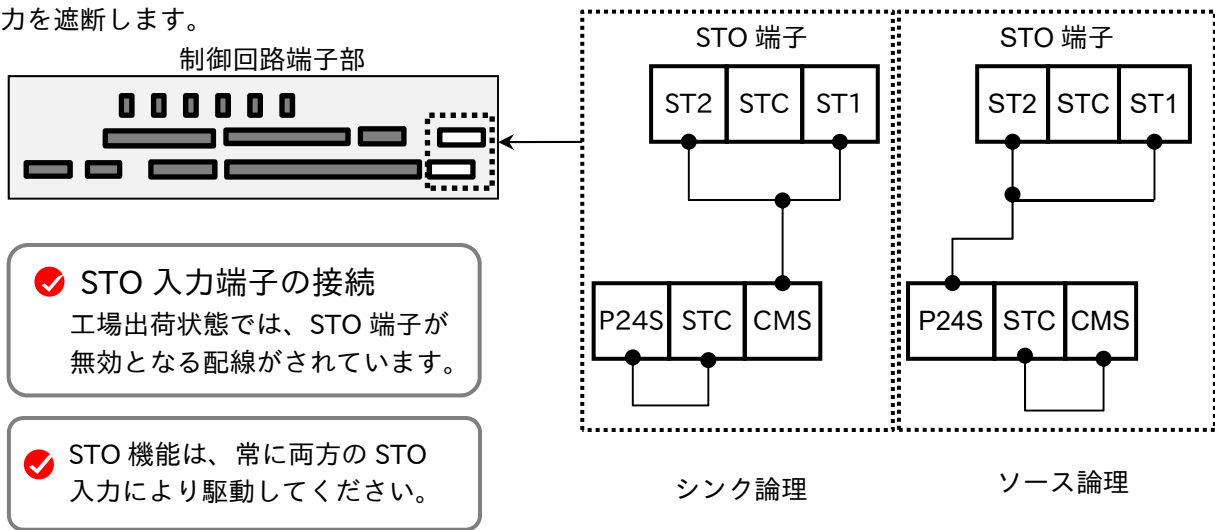 力を遮断します。
制御回路端子部
STO 端子
ST2 STC ST1
P24S STC CMS
シンク論理
STO 端子
ST2 STC ST1
P24S STC CMS
ソース論理
STO 入力端子の接続
工場出荷状態では、STO 端子が
無効となる配線がされています。
STO 機能は、常に両方の STO
入力により駆動してください。